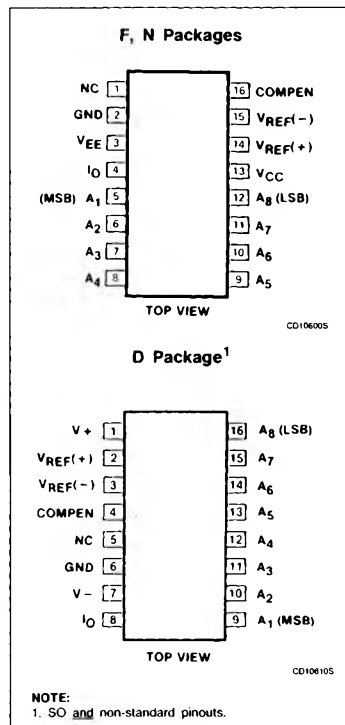 F, N Packages
NC 1 16 COMPEN
GND 2 15 VREF(−)
VEE 3 14 VREF(+)
IO 4 13 VCC
(MSB) A1 5 12 A8 (LSB)
A2 6 11 A7
A3 7 10 A6
A4 8 9 A5
TOP VIEW
CD10600S
D Package1
V+ 1 16 A8 (LSB)
VREF(+) 2 15 A7
VREF(−) 3 14 A6
COMPEN 4 13 A5
NC 5 12 A4
GND 6 11 A3
V− 7 10 A2
IO 8 9 A1 (MSB)
TOP VIEW
CD10610S
NOTE:
1. SO and non-standard pinouts.